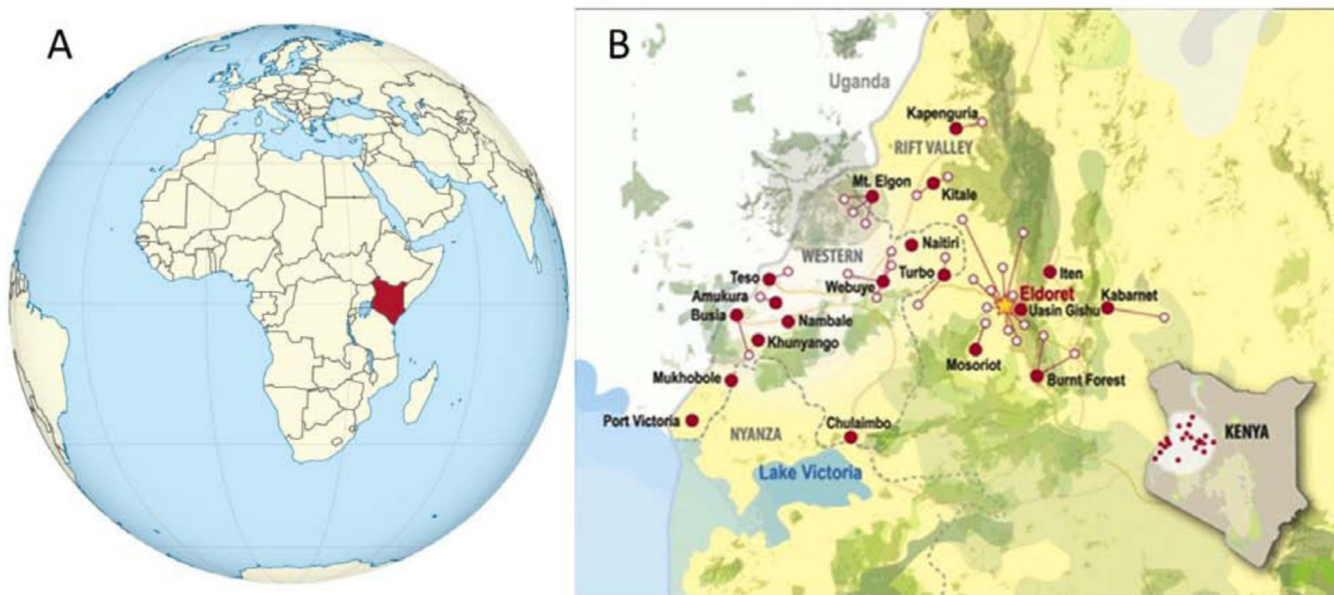 A
B
Uganda
Kapenguria
RIFT VALLEY
Mt. Elgon
Kitale
Naitiri
WESTERN
Teso
Webuye
Turbo
Iten
Amukura
Eldoret
Kabarnet
Busia
Uasin Gishu
Nambale
Khunyango
Mosoriot
Burnt Forest
Mukhobole
Port Victoria
Chulaimbo
NYANZA
KENYA
Lake Victoria